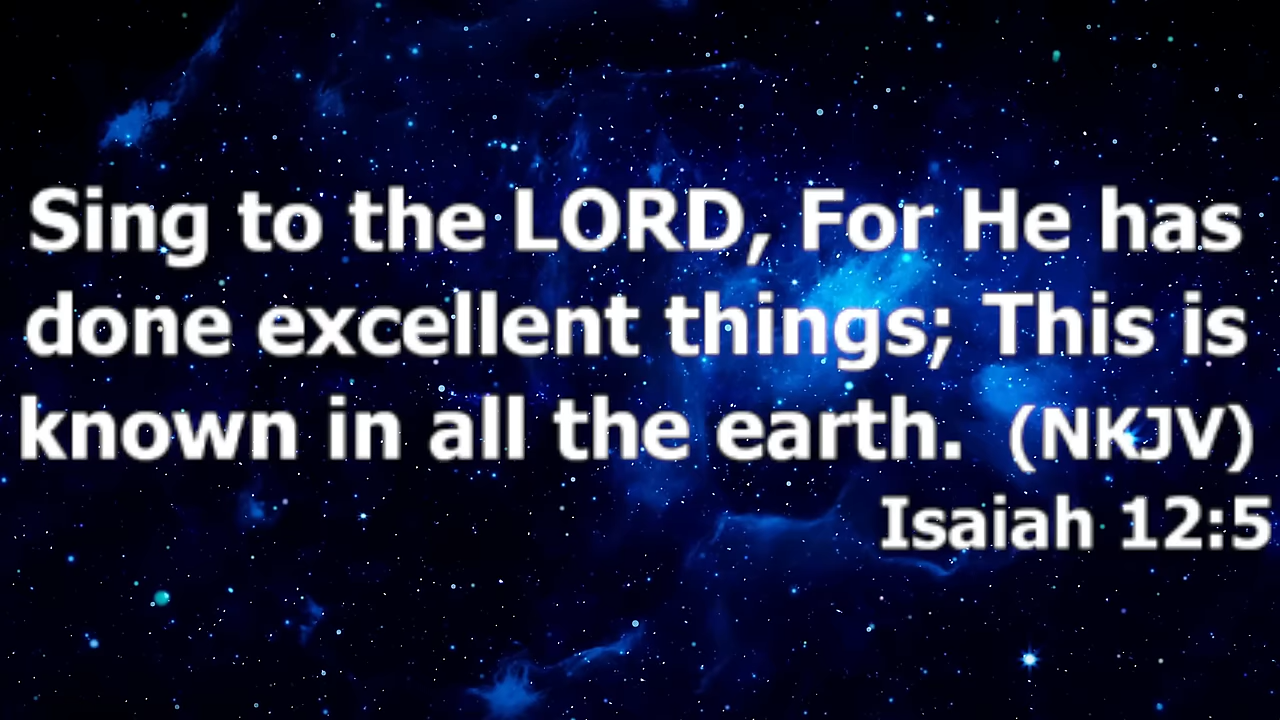 Sing to the LORD, For He has
done excellent things; This is
known in all the earth. (NKJV)
Isaiah 12:5